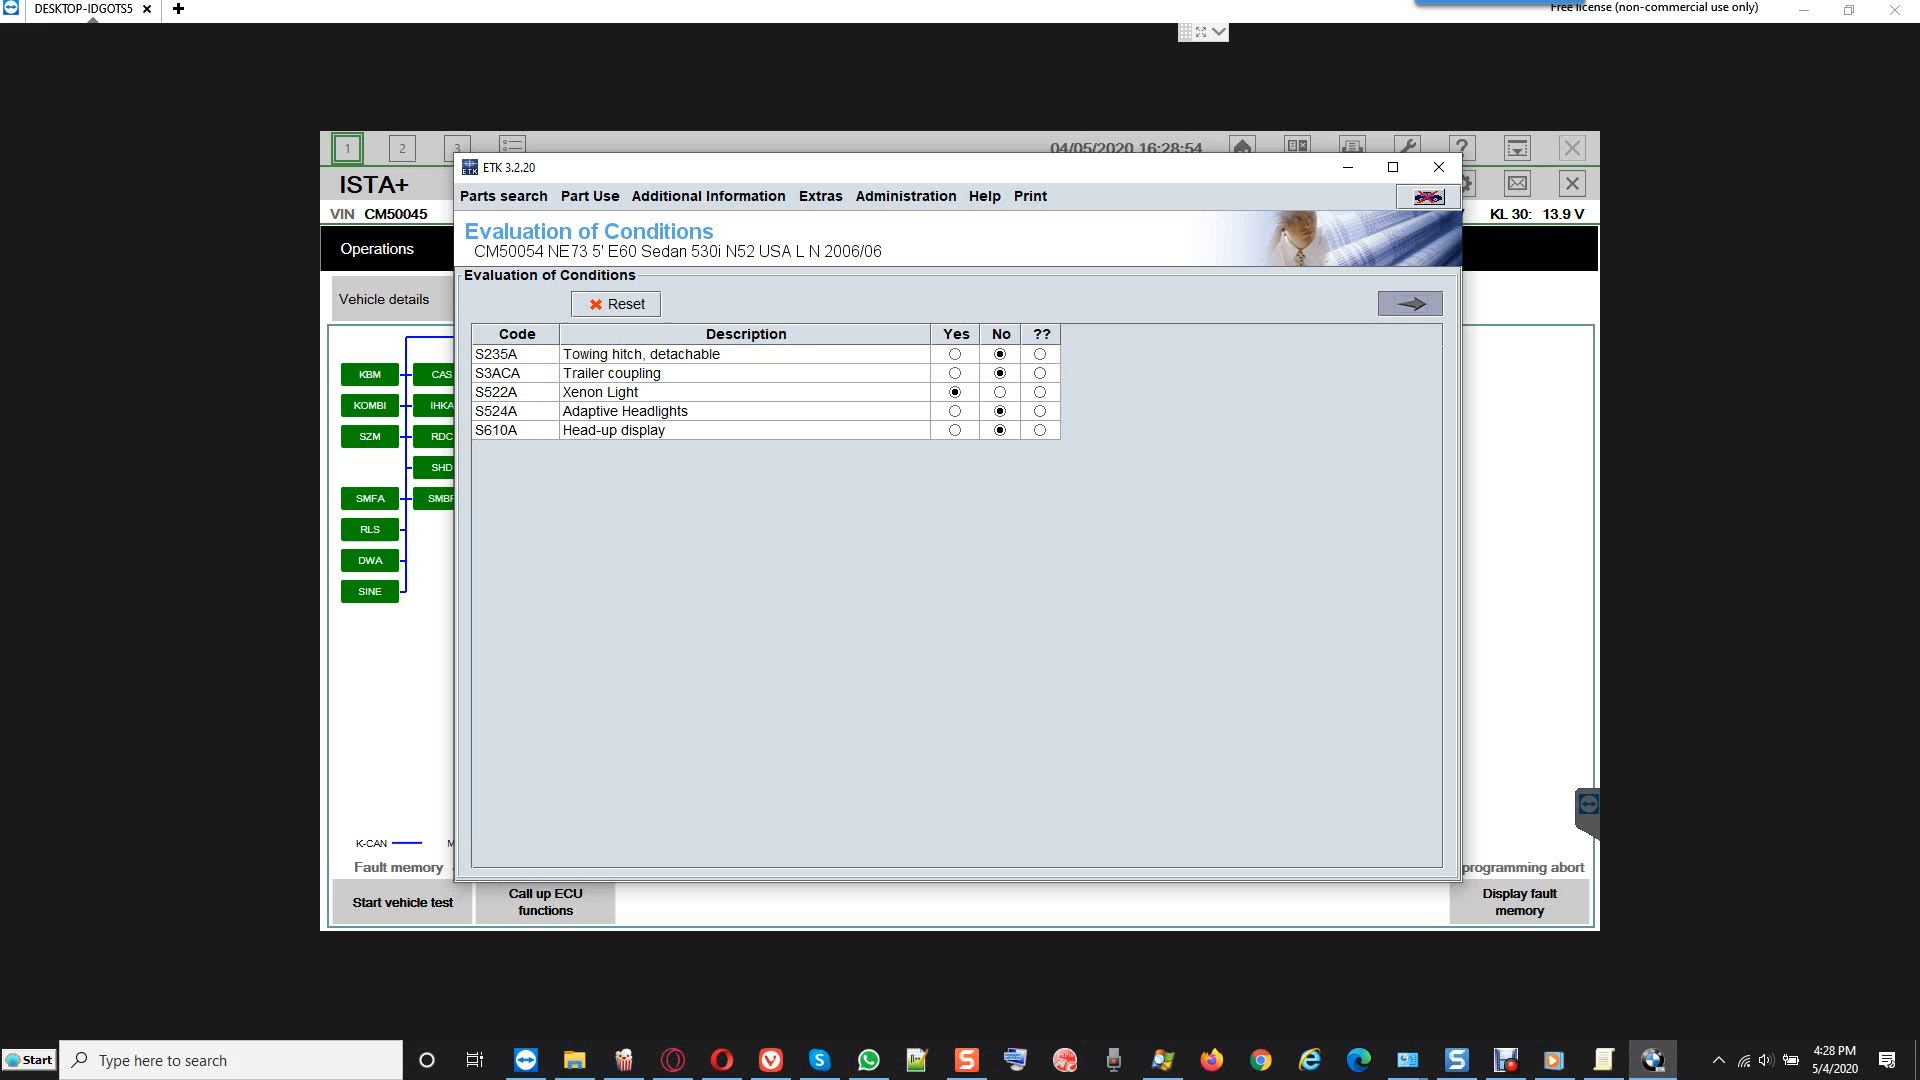 DESKTOP-IDGOTS5
Free license (non-commercial use only)
1
2
3
04/05/2020 16:28:54
?
ISTA+
VIN CM50045
KL 30: 13.9 V
Operations
Vehicle details
KBM
CAS
KOMBI
IHKA
SZM
RDC
SHD
SMFA
SMBF
RLS
DWA
SINE
K-CAN
M
Fault memory
programming abort
Start vehicle test
Call up ECU
functions
Display fault
memory
ETK
ETK 3.2.20
Parts search
Part Use
Additional Information
Extras
Administration
Help
Print
Evaluation of Conditions
CM50054 NE73 5' E60 Sedan 530i N52 USA L N 2006/06
Evaluation of Conditions
Reset
Code Description Yes No ??
S235A Towing hitch, detachable
S3ACA Trailer coupling
S522A Xenon Light
S524A Adaptive Headlights
S610A Head-up display
Start
Type here to search
4:28 PM
5/4/2020